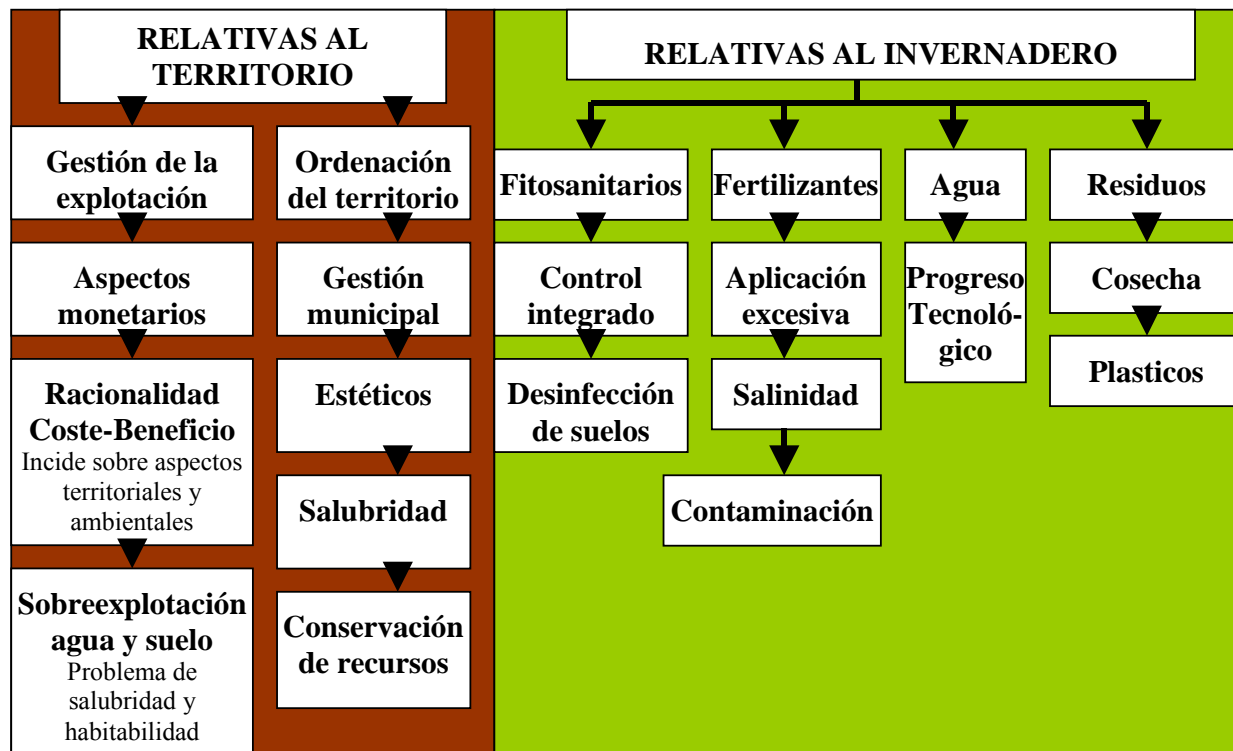 RELATIVAS AL
TERRITORIO
Gestión de la
explotación
Aspectos
monetarios
Racionalidad
Coste-Beneficio
Incide sobre aspectos
territoriales y
ambientales
Sobreexplotación
agua y suelo
Problema de
salubridad y
habitabilidad
Ordenación
del territorio
Gestión
municipal
Estéticos
Salubridad
Conservación
de recursos
RELATIVAS AL INVERNADERO
Fitosanitarios
Control
integrado
Desinfección
de suelos
Fertilizantes
Aplicación
excesiva
Salinidad
Contaminación
Agua
Progreso
Tecnoló-
gico
Residuos
Cosecha
Plasticos